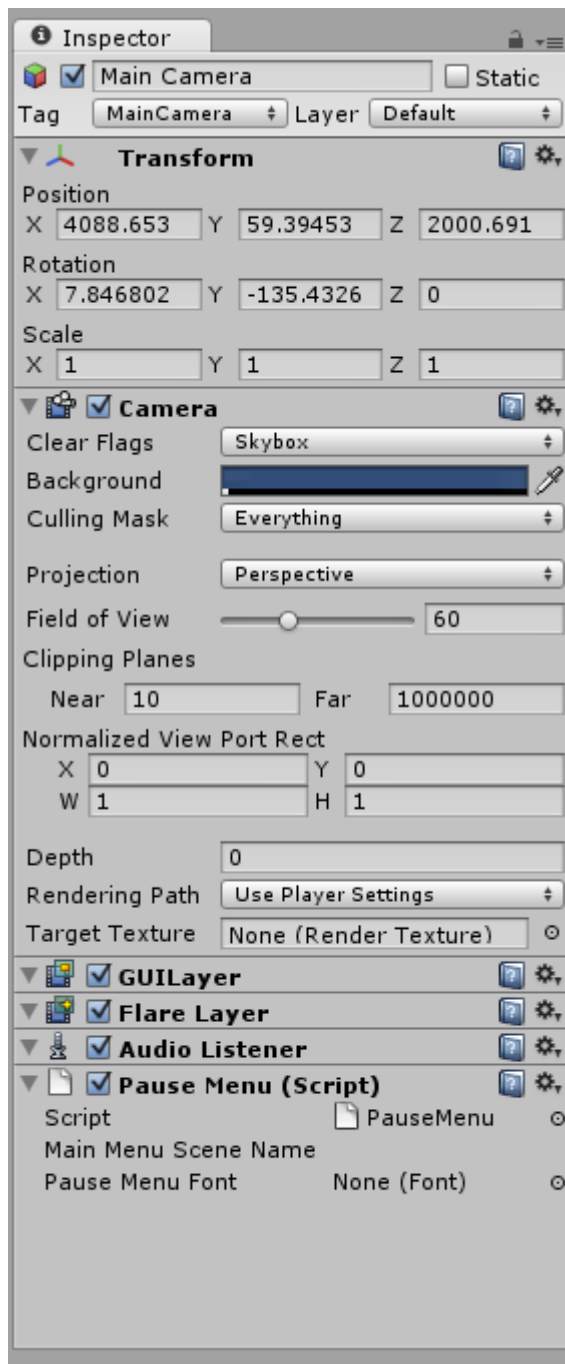 Inspector
Main Camera Static
Tag MainCamera Layer Default
Transform
Position
X 4088.653 Y 59.39453 Z 2000.691
Rotation
X 7.846802 Y -135.4326 Z 0
Scale
X 1 Y 1 Z 1
Camera
Clear Flags Skybox
Background
Culling Mask Everything
Projection Perspective
Field of View 60
Clipping Planes
Near 10 Far 1000000
Normalized View Port Rect
X 0 Y 0
W 1 H 1
Depth 0
Rendering Path Use Player Settings
Target Texture None (Render Texture)
GUILayer
Flare Layer
Audio Listener
Pause Menu (Script)
Script PauseMenu
Main Menu Scene Name
Pause Menu Font None (Font)